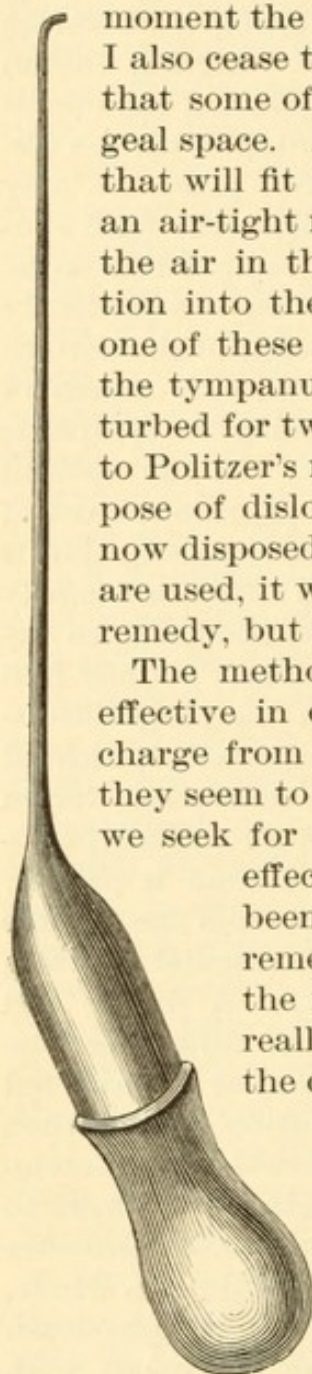 moment the
I also cease t
that some of
geal space.
that will fit
an air-tight
the air in th
tion into the
one of these
the tympanu
turbed for tw
to Politzer's
pose of dislo
now disposed
are used, it w
remedy, but
The metho
effective in
charge from
they seem to
we seek for
effec
been
reme
the
reall
the